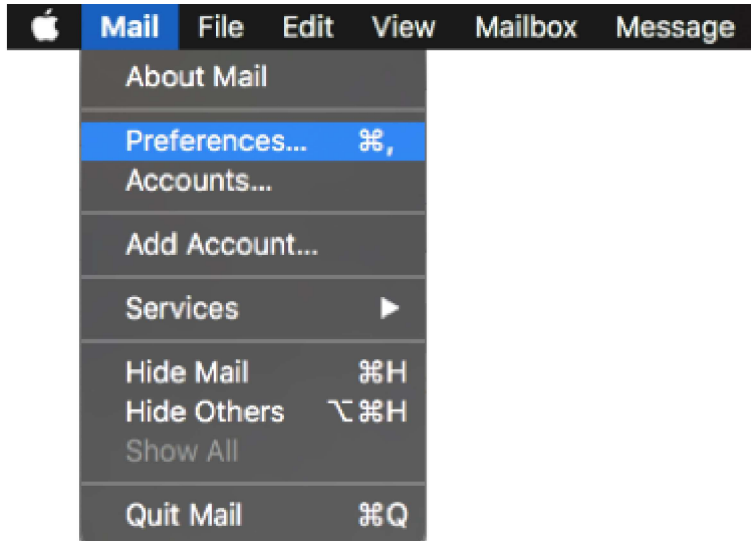 Mail File Edit View Mailbox Message
About Mail
Preferences... ⌘,
Accounts...
Add Account...
Services ▶
Hide Mail ⌘H
Hide Others ⌥⌘H
Show All
Quit Mail ⌘Q